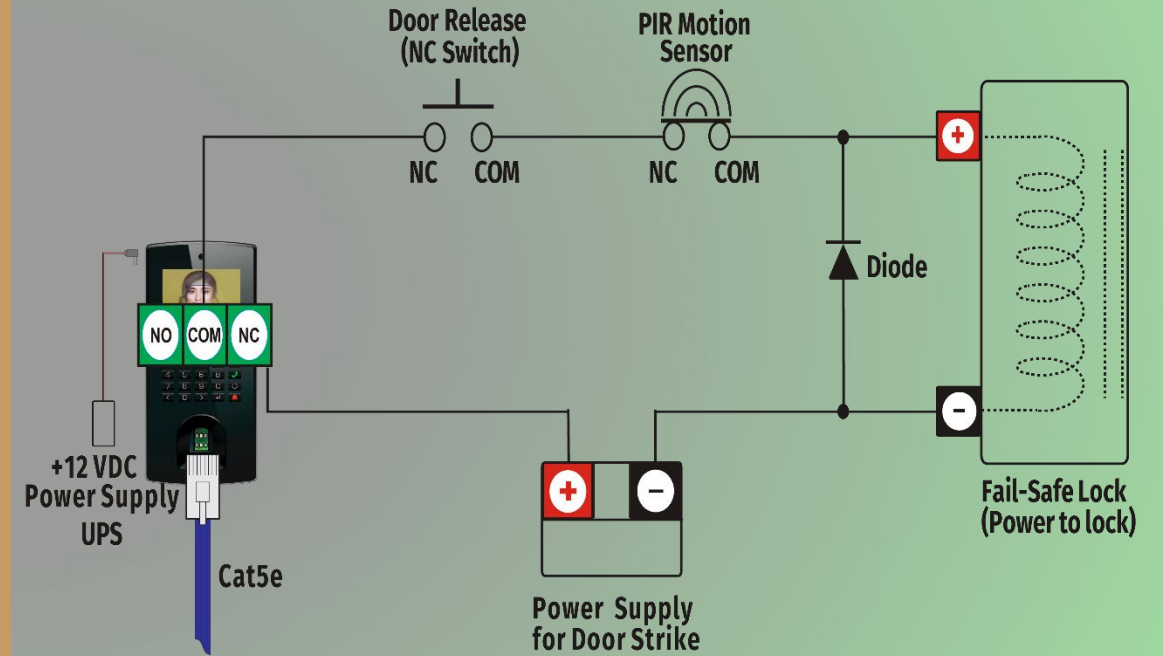 Door Release
(NC Switch)
PIR Motion
Sensor
NC COM
NC COM
+
Diode
NO COM NC
-
+12 VDC
Power Supply
UPS
Cat5e
+ -
Power Supply
for Door Strike
Fail-Safe Lock
(Power to lock)